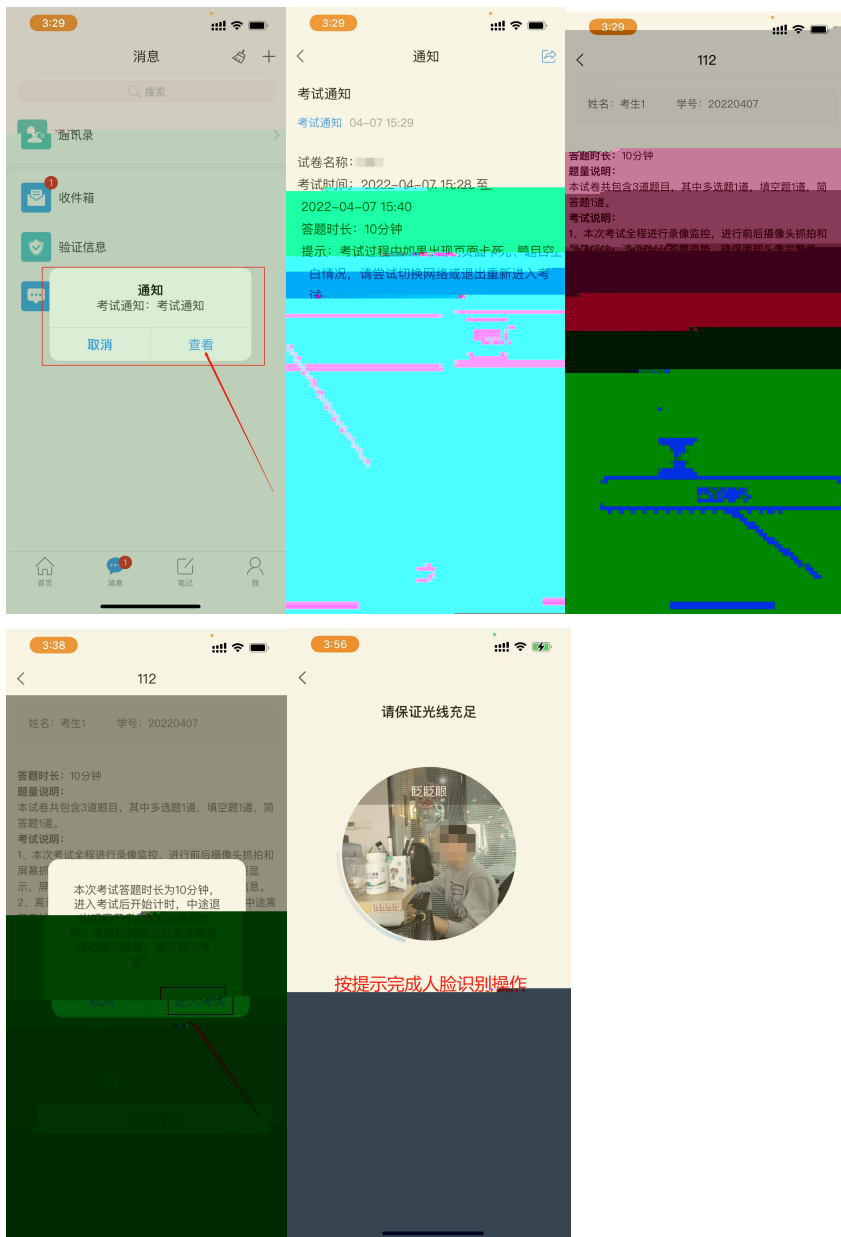 3:29
消息
搜索
通讯录
1
收件箱
验证信息
通知
考试通知：考试通知
取消
查看
1
首页
消息
笔记
我
3:29
通知
考试通知
考试通知 04-07 15:29
试卷名称：
考试时间：2022-04-07 15:28 至
2022-04-07 15:40
答题时长：10分钟
提示：考试过程中如果出现页面卡死、题目空
白情况，请尝试切换网络或退出重新进入考
试。
3:29
112
姓名：考生1 学号：20220407
答题时长：10分钟
题量说明：
本试卷共包含3道题目，其中多选题1道，填空题1道，简
答题1道。
考试说明：
1、本次考试全程进行录像监控，进行前后摄像头抓拍和
3:38
112
姓名：考生1 学号：20220407
答题时长：10分钟
题量说明：
本试卷共包含3道题目，其中多选题1道，填空题1道，简
答题1道。
考试说明：
1、本次考试全程进行录像监控，进行前后摄像头抓拍和
屏幕抓
显
示，屏
信息。
2、离
中途离
本次考试答题时长为10分钟，
进入考试后开始计时，中途退
3:56
请保证光线充足
眨眨眼
按提示完成人脸识别操作